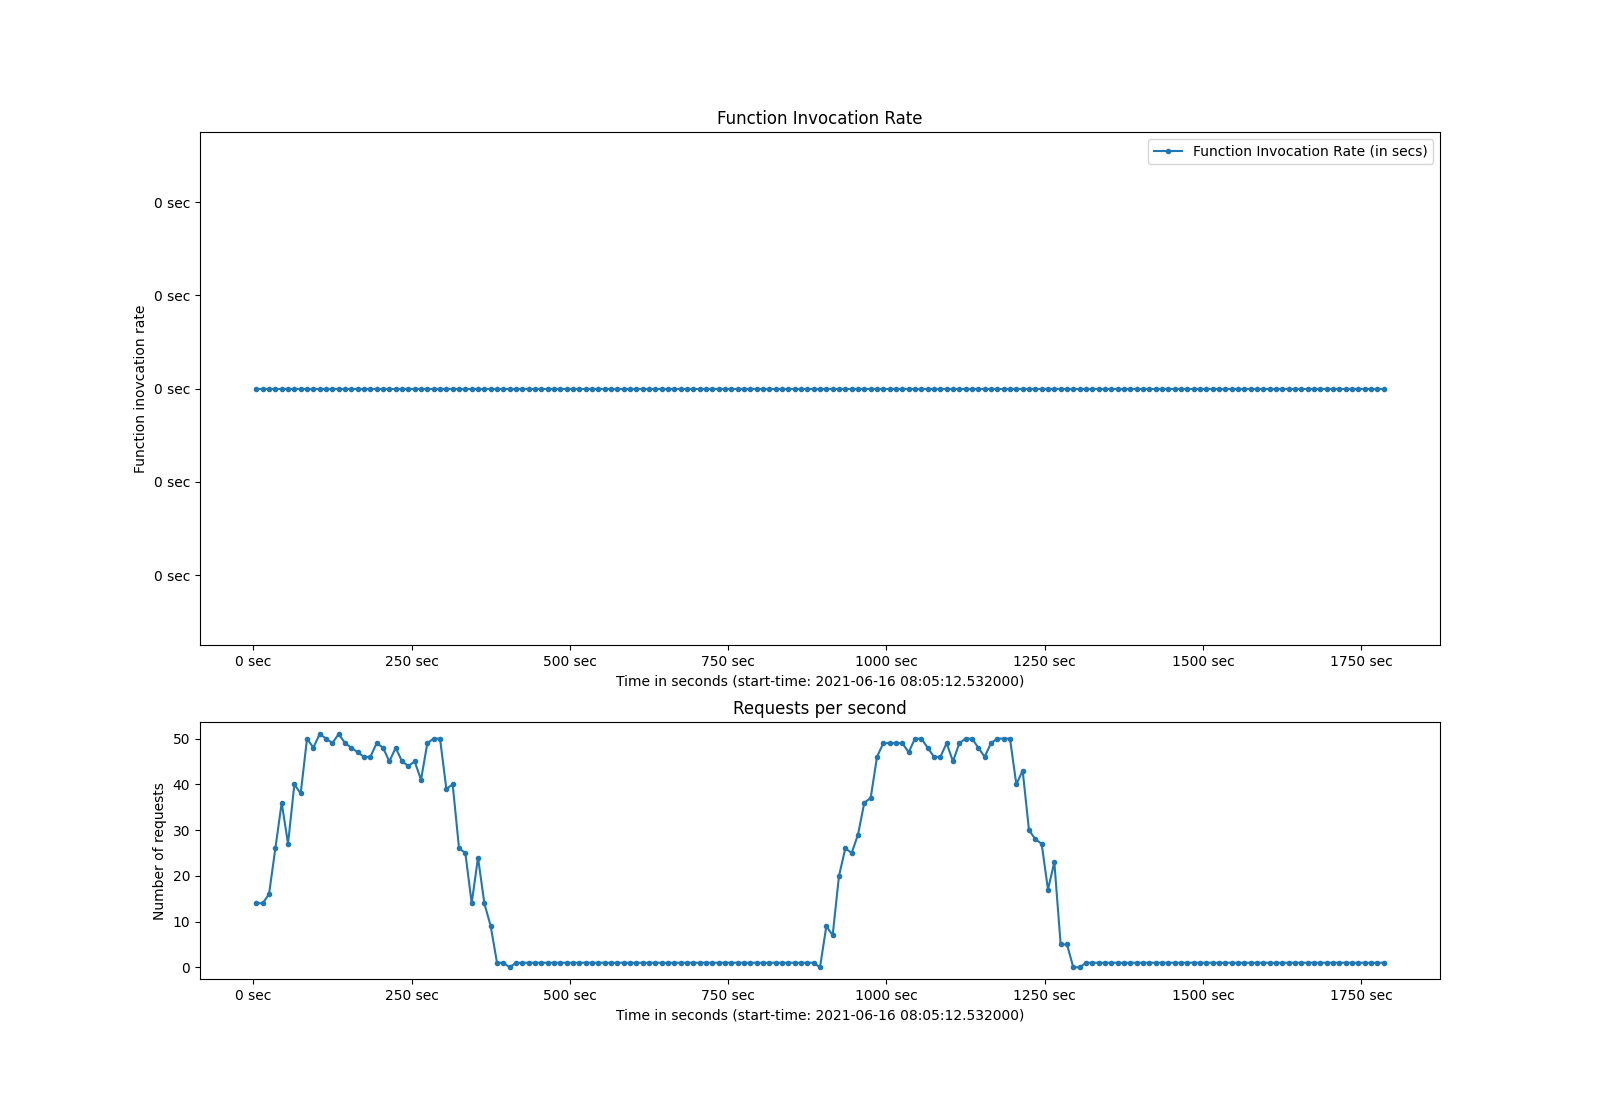 Function Invocation Rate
Function Invocation Rate (in secs)
0 sec
0 sec
0 sec
0 sec
0 sec
Function inovcation rate
0 sec 250 sec 500 sec 750 sec 1000 sec 1250 sec 1500 sec 1750 sec
Time in seconds (start-time: 2021-06-16 08:05:12.532000)
Requests per second
50
40
30
20
10
0
Number of requests
0 sec 250 sec 500 sec 750 sec 1000 sec 1250 sec 1500 sec 1750 sec
Time in seconds (start-time: 2021-06-16 08:05:12.532000)